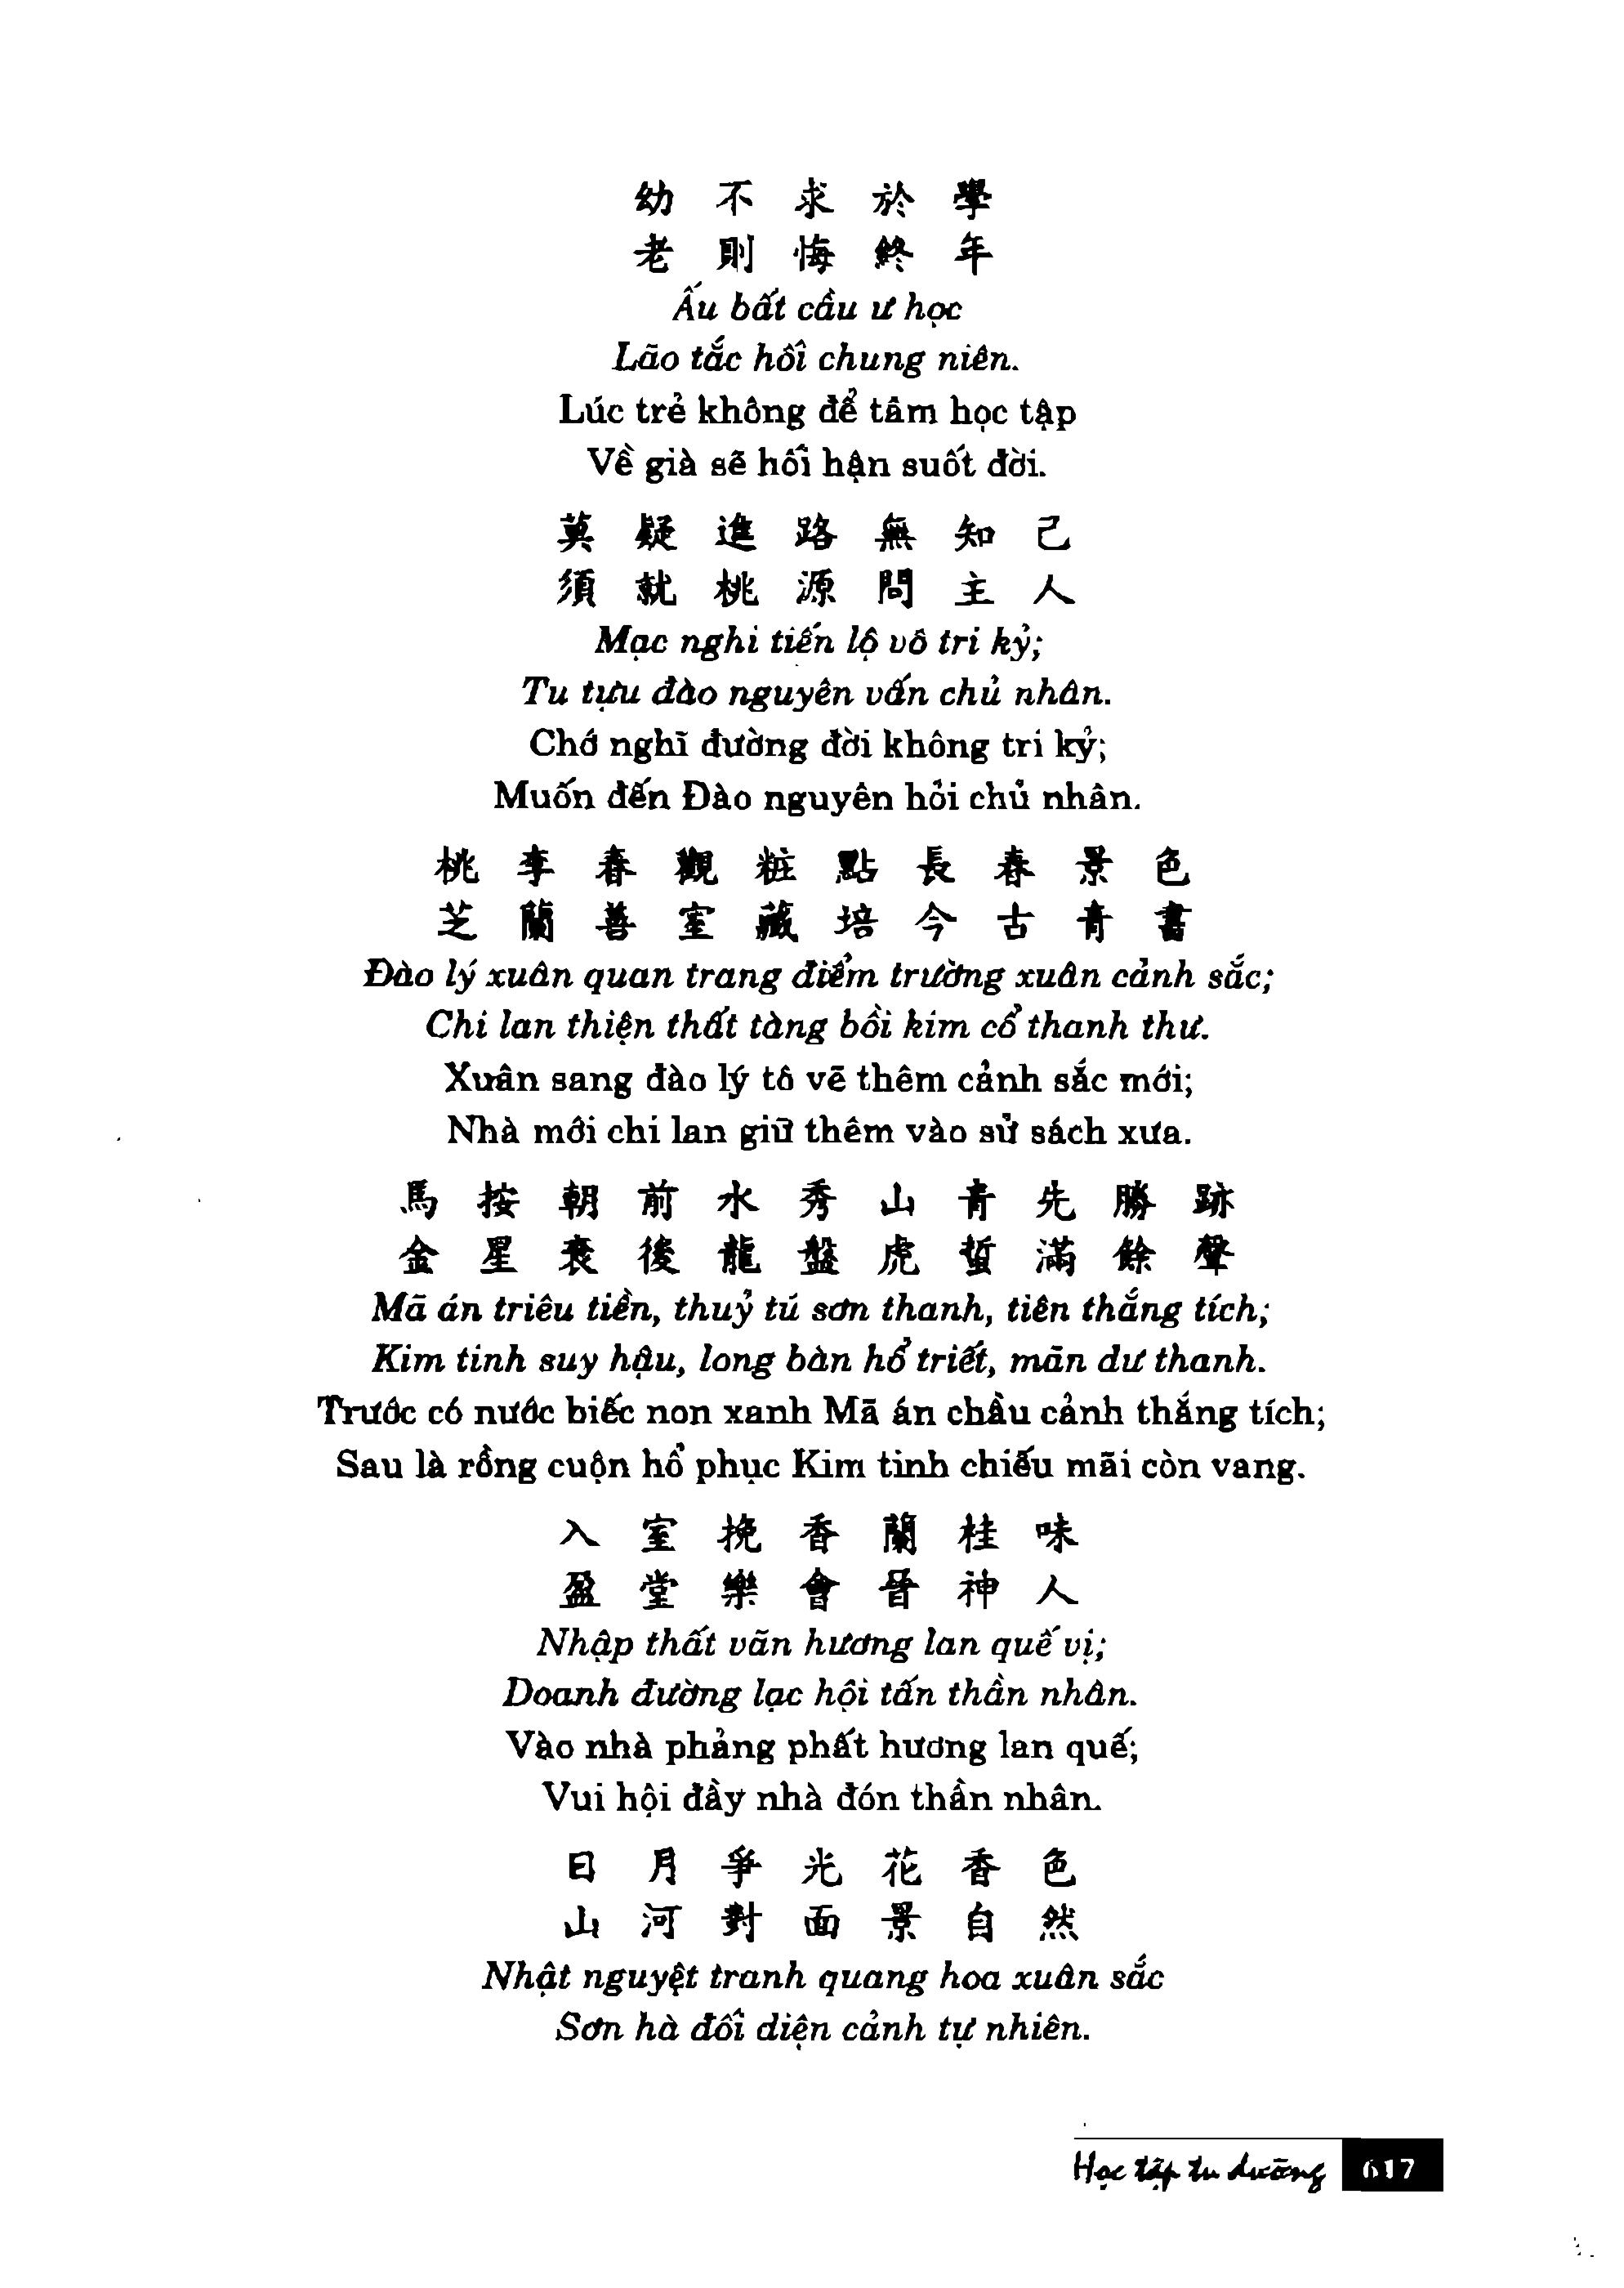 幼不求於學
老則悔終年
Ấu bất cầu ư học
Lão tắc hối chung niên.
Lúc trẻ không để tâm học tập
Về già sẽ hối hận suốt đời.
莫疑進路無知己
須就桃源問主人
Mạc nghi tiến lộ vô tri kỷ;
Tu tựu đào nguyên vấn chủ nhân.
Chớ nghĩ đường đời không tri kỷ;
Muốn đến Đào nguyên hỏi chủ nhân.
桃李春觀粧點長春景色
芝蘭善室藏培今古青書
Đào lý xuân quan trang điểm trường xuân cảnh sắc;
Chi lan thiện thất tàng bồi kim cổ thanh thư.
Xuân sang đào lý tô vẽ thêm cảnh sắc mới;
Nhà mới chi lan giữ thêm vào sử sách xưa.
馬按朝前水秀山青先勝跡
金星衰後龍盤虎蜇滿餘聲
Mã án triêu tiền, thuỷ tú sơn thanh, tiên thắng tích;
Kim tinh suy hậu, long bàn hổ triết, mãn dư thanh.
Trước có nước biếc non xanh Mã án chầu cảnh thắng tích;
Sau là rồng cuộn hổ phục Kim tinh chiếu mãi còn vang.
入室挽香蘭桂味
盈堂樂會晉神人
Nhập thất vãn hương lan quế vị;
Doanh đường lạc hội tấn thần nhân.
Vào nhà phảng phất hương lan quế;
Vui hội đầy nhà đón thần nhân.
日月爭光花香色
山河對面景自然
Nhật nguyệt tranh quang hoa xuân sắc
Sơn hà đối diện cảnh tự nhiên.
Học tập tu dưỡng 617